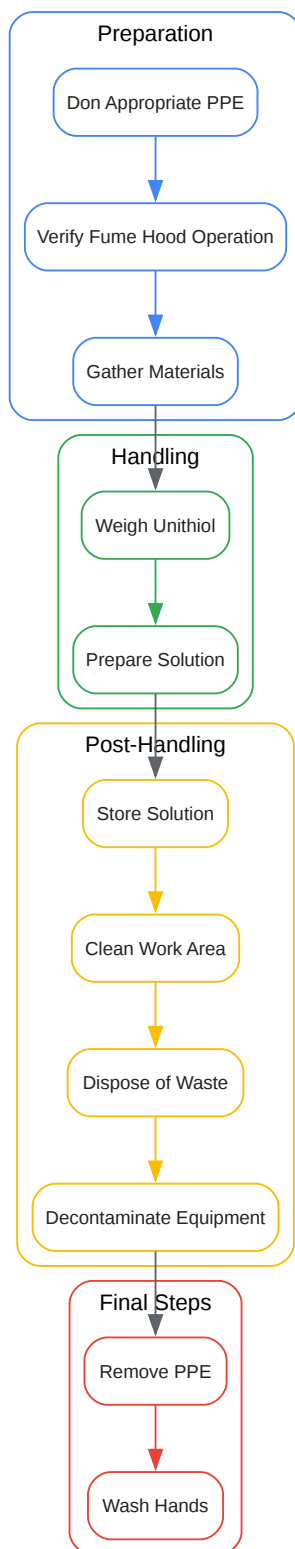 Preparation
Don Appropriate PPE
Verify Fume Hood Operation
Gather Materials
Handling
Weigh Unithiol
Prepare Solution
Post-Handling
Store Solution
Clean Work Area
Dispose of Waste
Decontaminate Equipment
Final Steps
Remove PPE
Wash Hands